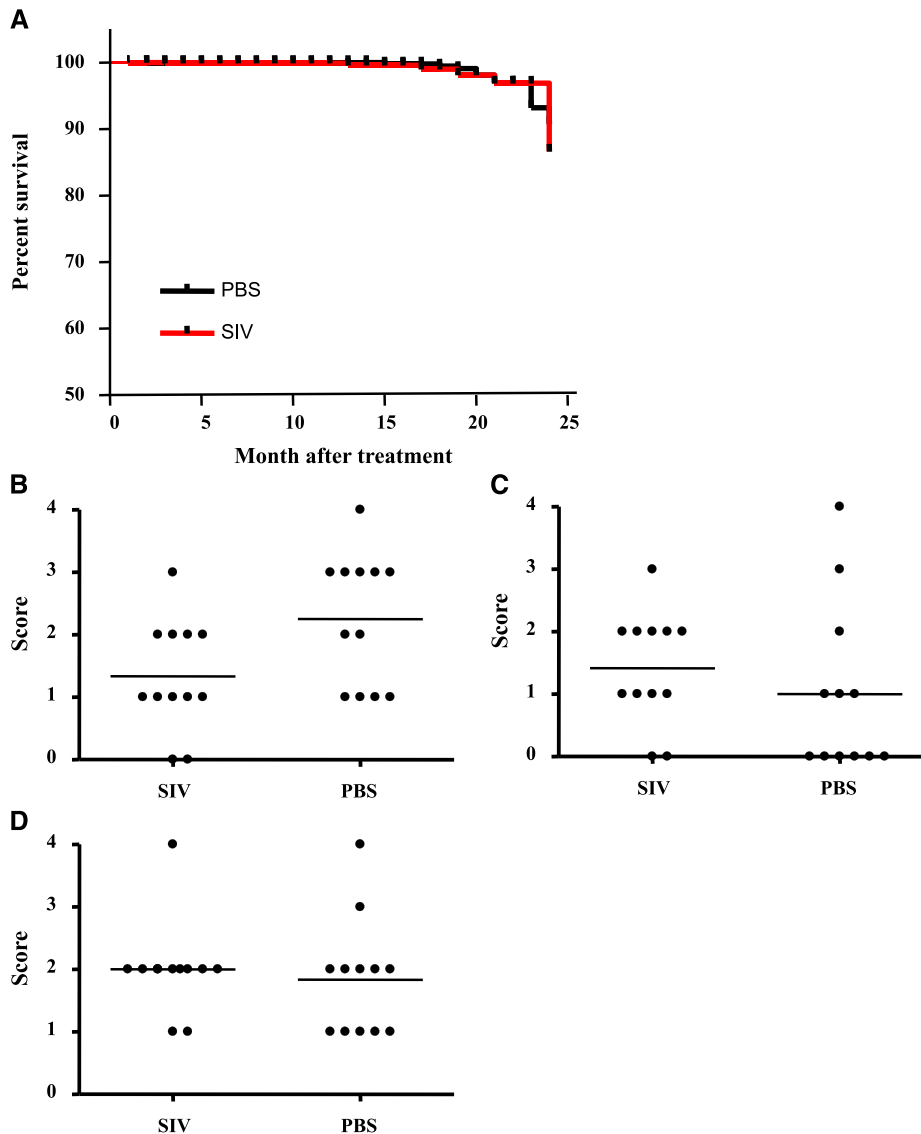 A
Percent survival
100
90
80
70
60
50
PBS
SIV
0 5 10 15 20 25
Month after treatment
B
Score
4
3
2
1
0
SIV PBS
C
Score
4
3
2
1
0
SIV PBS
D
Score
4
3
2
1
0
SIV PBS